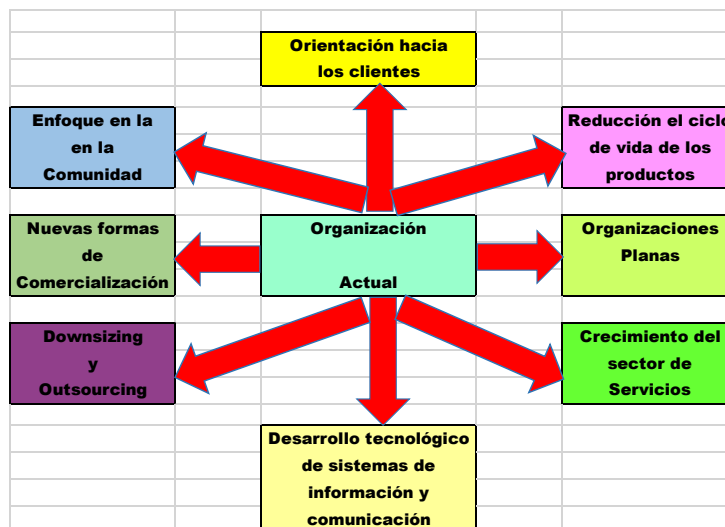 Orientación hacia
los clientes
Enfoque en la
en la
Comunidad
Reducción el ciclo
de vida de los
productos
Nuevas formas
de
Comercialización
Organización
Actual
Organizaciones
Planas
Downsizing
y
Outsourcing
Crecimiento del
sector de
Servicios
Desarrollo tecnológico
de sistemas de
información y
comunicación